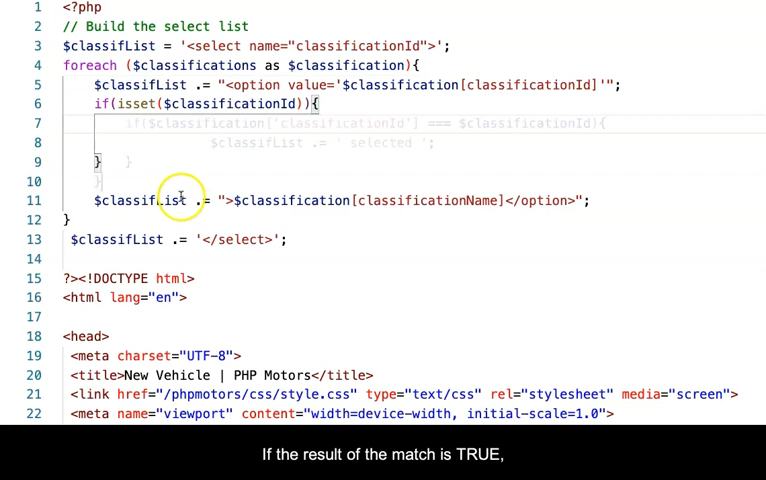 1 <?php
2 // Build the select list
3 $classifList = '<select name="classificationId">';
4 foreach ($classifications as $classification){
5 $classifList .= "<option value='$classification[classificationId]'";
6 if(isset($classificationId)){
7 if($classification['classificationId'] === $classificationId){
8 $classifList .= ' selected ';
9 } }
10 }
11 $classifList .= ">$classification[classificationName]</option>";
12 }
13 $classifList .= '</select>';
14
15 ?><!DOCTYPE html>
16 <html lang="en">
17
18 <head>
19 <meta charset="UTF-8">
20 <title>New Vehicle | PHP Motors</title>
21 <link href="/phpmotors/css/style.css" type="text/css" rel="stylesheet" media="screen">
22 <meta name="viewport" content="width=device-width, initial-scale=1.0">
If the result of the match is TRUE,